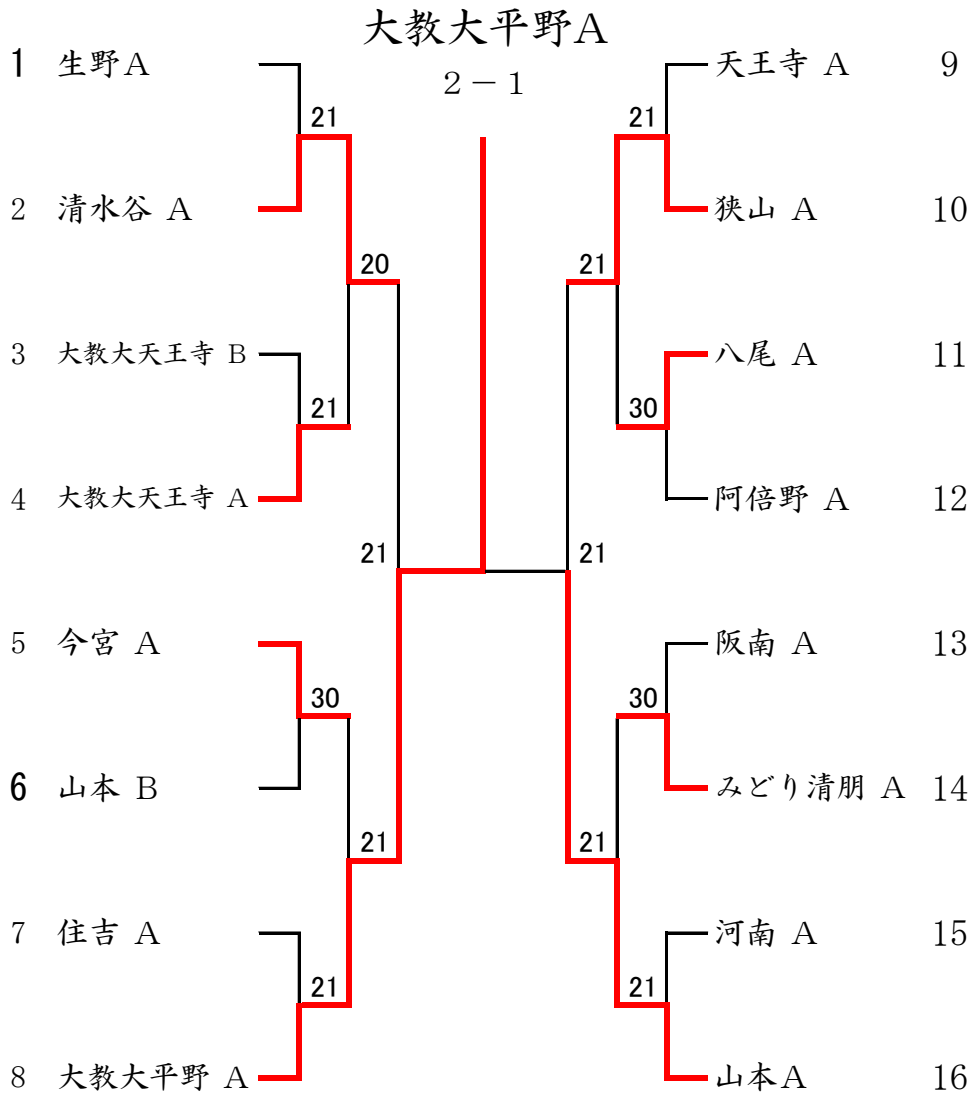 大教大平野A
2－1
1 生野A
21
2 清水谷 A
20
3 大教大天王寺 B
21
4 大教大天王寺 A
21
5 今宮 A
30
6 山本 B
21
7 住吉 A
21
8 大教大平野 A
天王寺 A 9
21
狭山 A 10
21
八尾 A 11
30
阿倍野 A 12
21
阪南 A 13
30
みどり清朋 A 14
21
河南 A 15
21
山本A 16